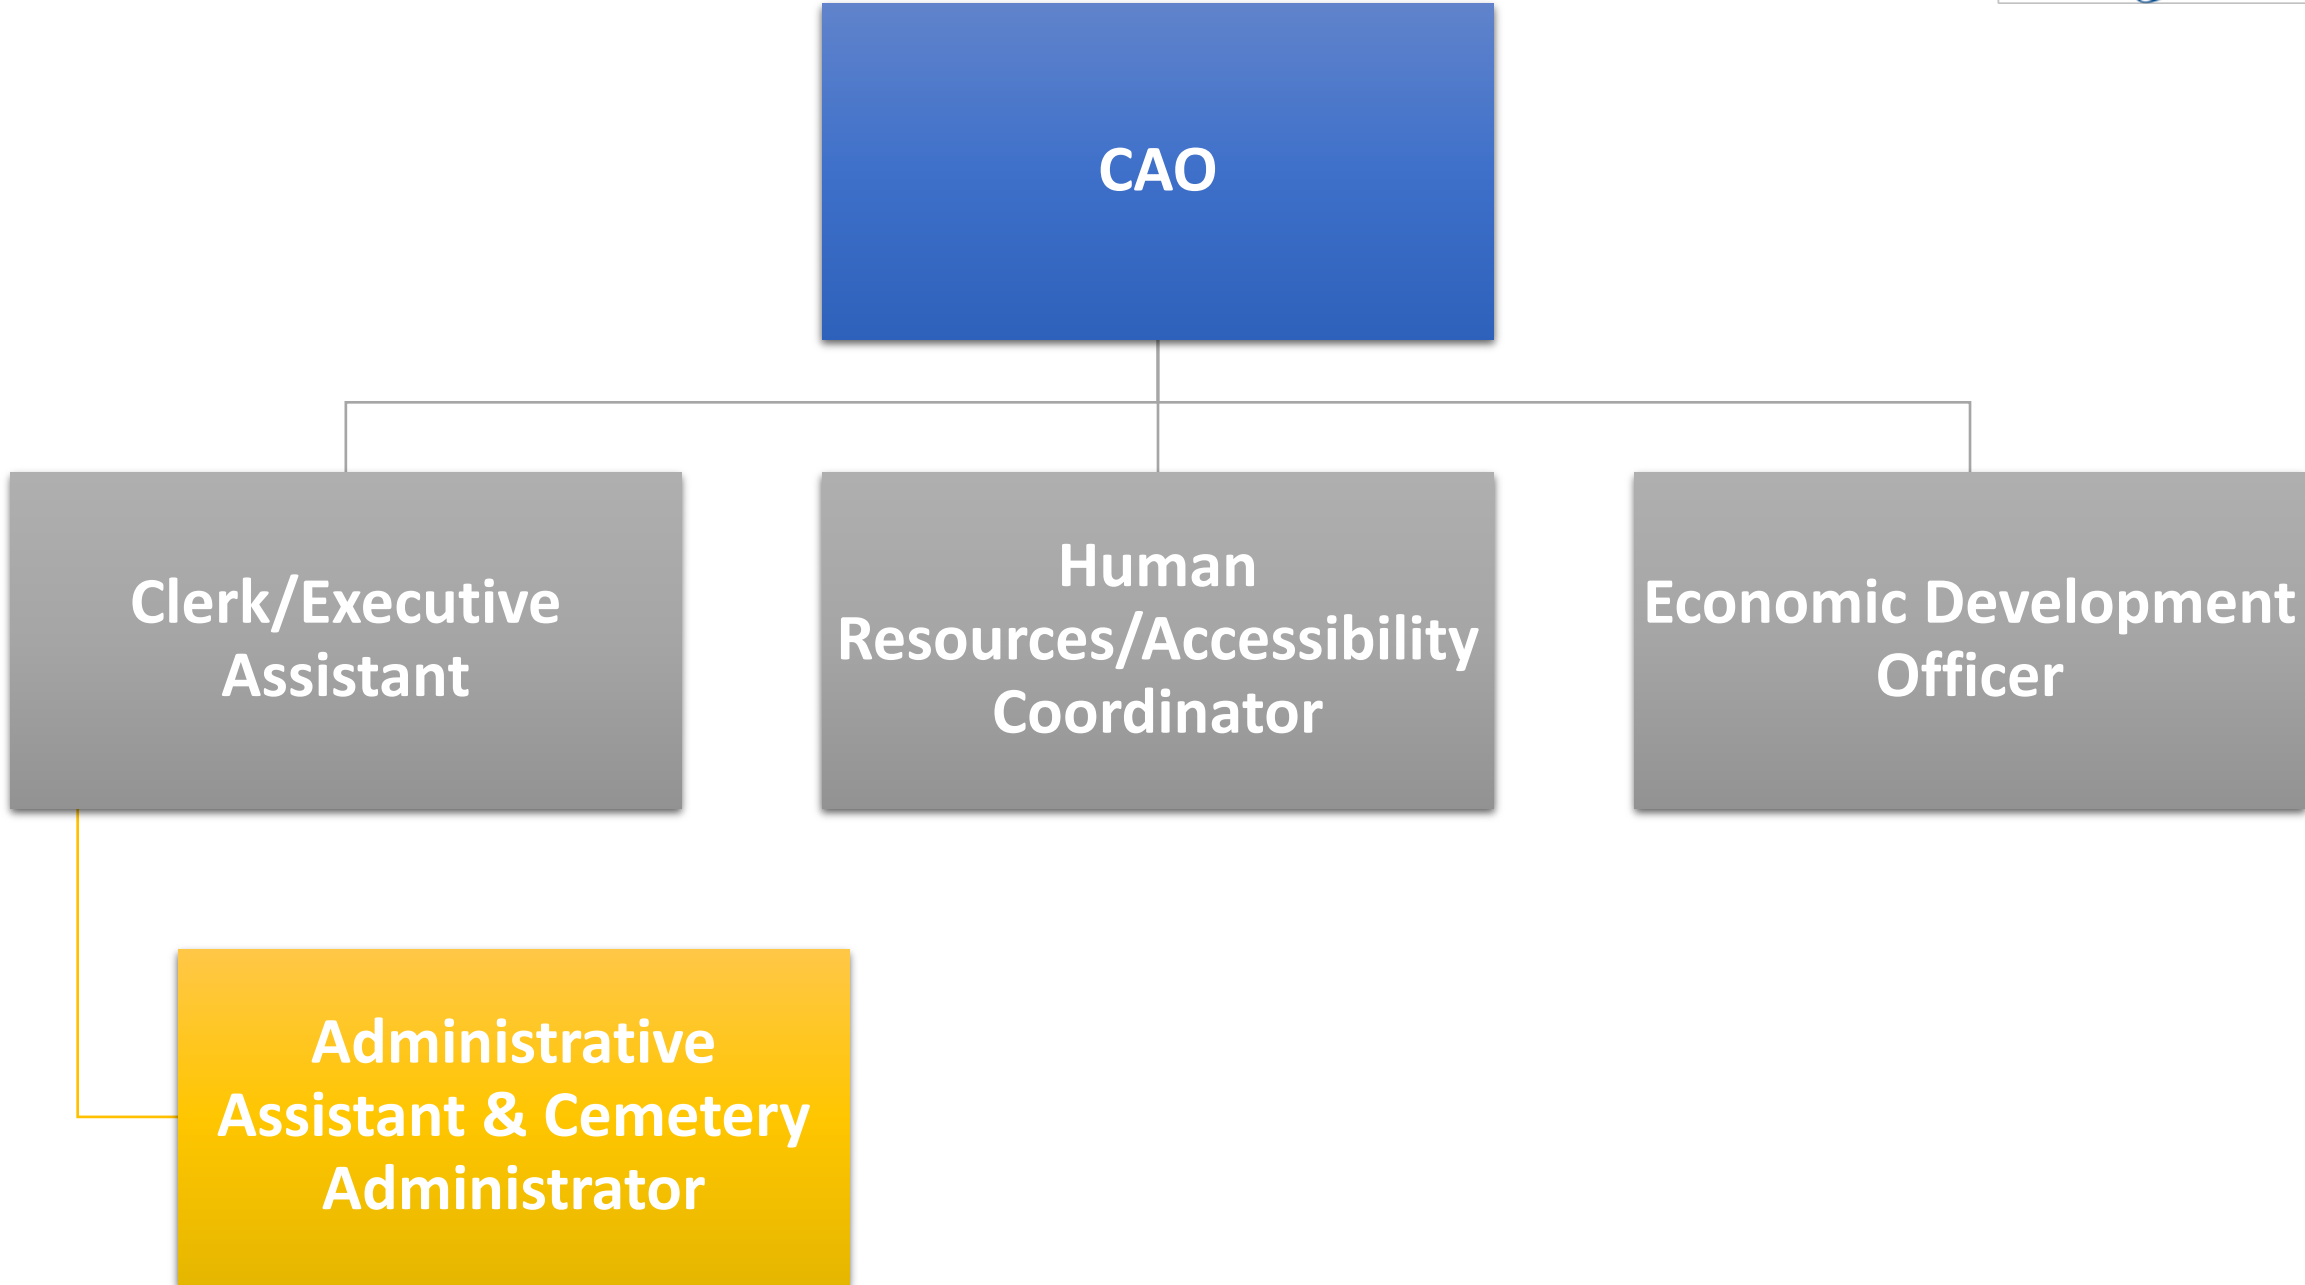 CAO
Clerk/Executive
Assistant
Human
Resources/Accessibility
Coordinator
Economic Development
Officer
Administrative
Assistant & Cemetery
Administrator